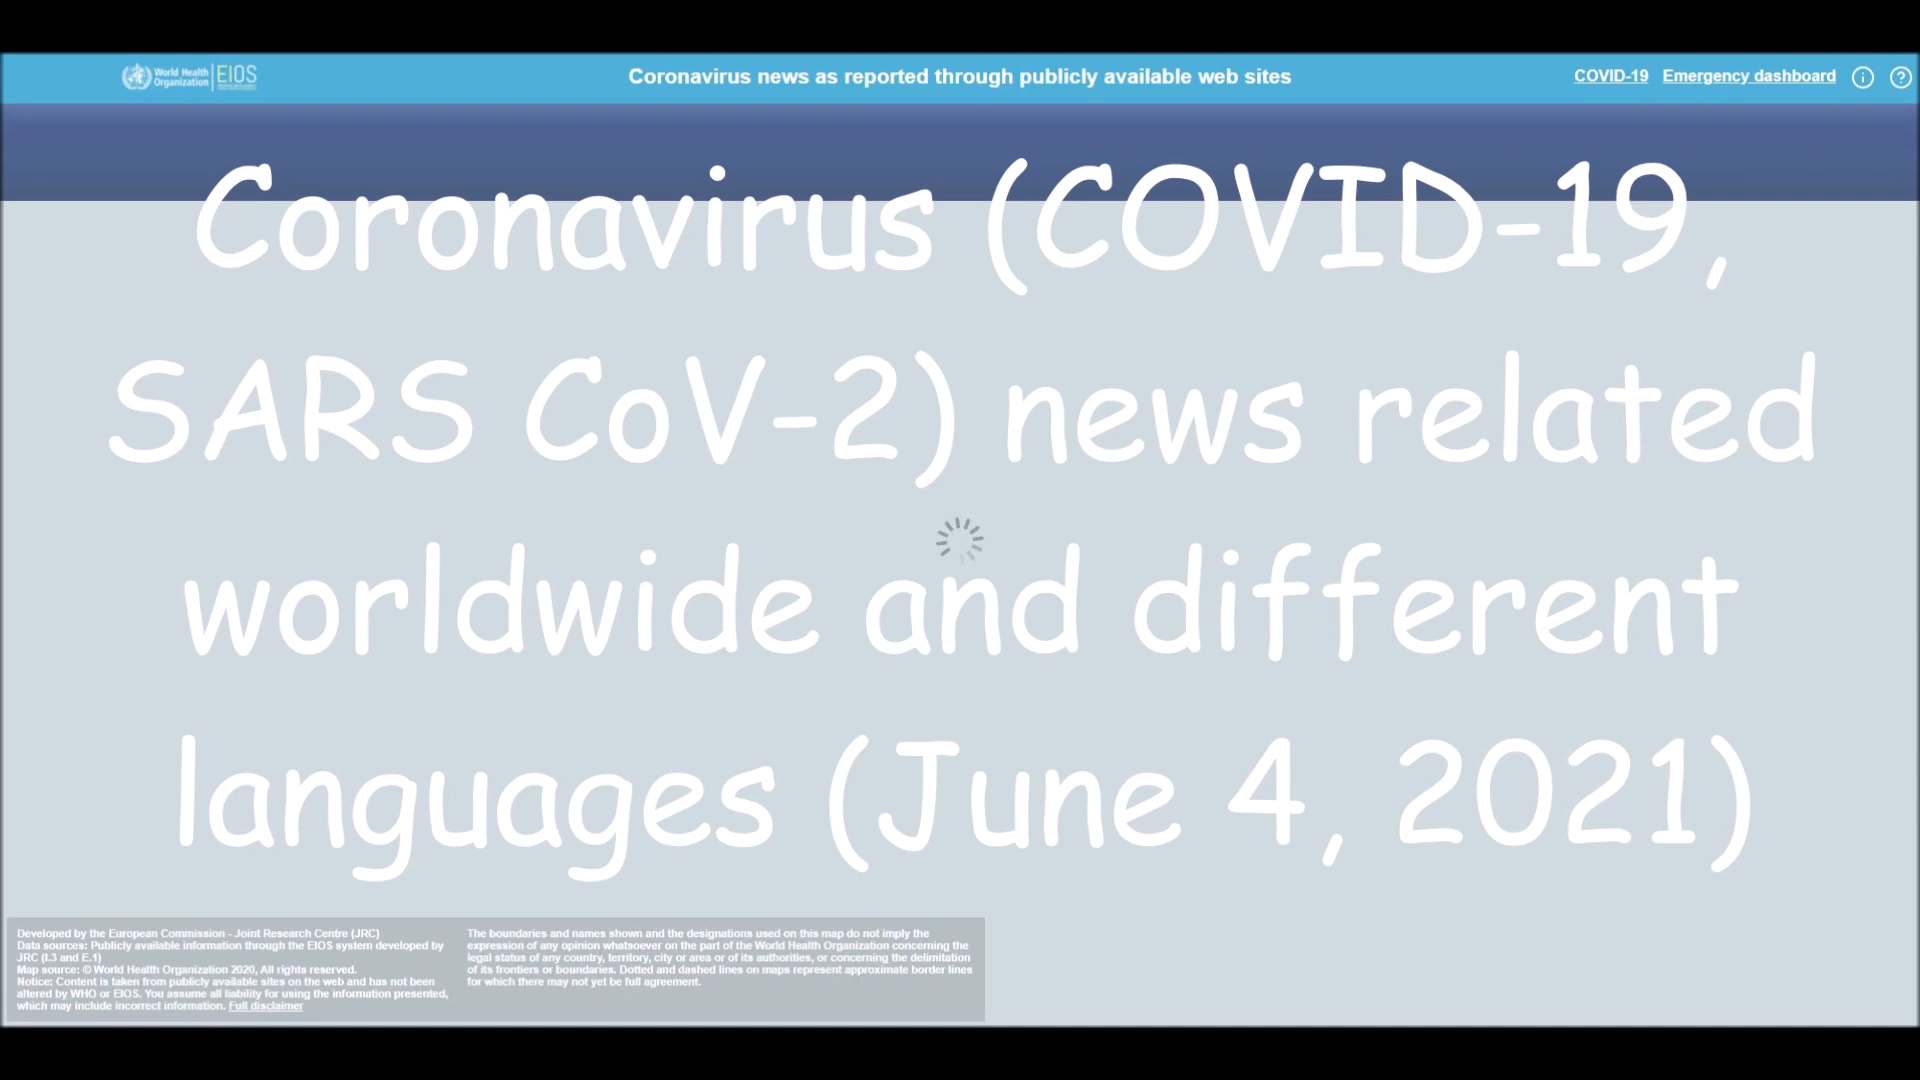 World Health
Organization
EIOS
Coronavirus news as reported through publicly available web sites
COVID-19 Emergency dashboard
Coronavirus (COVID-19,
SARS CoV-2) news related
worldwide and different
languages (June 4, 2021)
Developed by the European Commission - Joint Research Centre (JRC)
Data sources: Publicly available information through the EIOS system developed by
JRC (I.3 and E.1)
Map source: © World Health Organization 2020, All rights reserved.
Notice: Content is taken from publicly available sites on the web and has not been
altered by WHO or EIOS. You assume all liability for using the information presented,
which may include incorrect information. Full disclaimer
The boundaries and names shown and the designations used on this map do not imply the
expression of any opinion whatsoever on the part of the World Health Organization concerning the
legal status of any country, territory, city or area or of its authorities, or concerning the delimitation
of its frontiers or boundaries. Dotted and dashed lines on maps represent approximate border lines
for which there may not yet be full agreement.